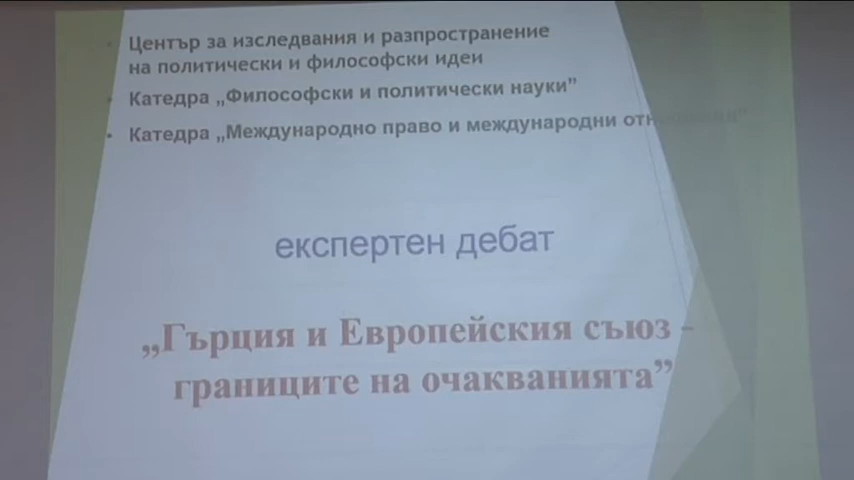 • Център за изследвания и разпространение
на политически и философски идеи
• Катедра „Философски и политически науки”
• Катедра „Международно право и международни отношения”
експертен дебат
„Гърция и Европейския съюз –
границите на очакванията”